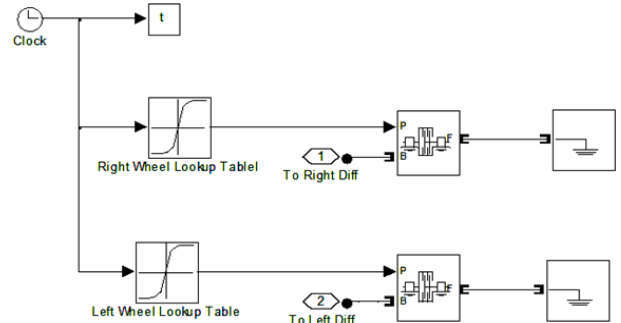 t
Clock
P
F
B
1
Right Wheel Lookup Tablel
To Right Diff
P
F
B
2
Left Wheel Lookup Table
To Left Diff